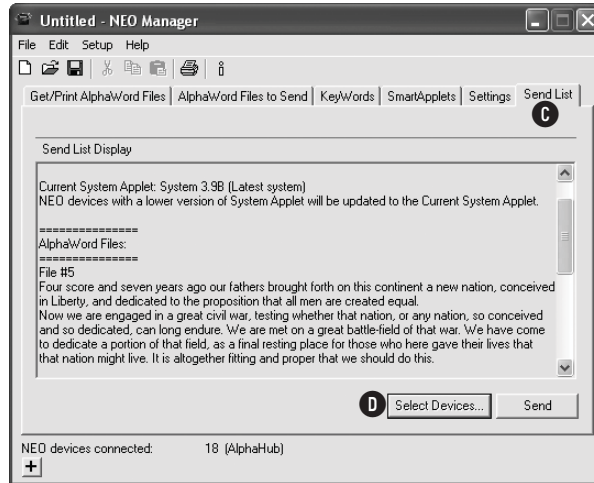 Untitled - NEO Manager
File Edit Setup Help
Get/Print AlphaWord Files AlphaWord Files to Send KeyWords SmartApplets Settings Send List
C
Send List Display
Current System Applet: System 3.9B (Latest system)
NEO devices with a lower version of System Applet will be updated to the Current System Applet.
===============
AlphaWord Files:
===============
File #5
Four score and seven years ago our fathers brought forth on this continent a new nation, conceived
in Liberty, and dedicated to the proposition that all men are created equal.
Now we are engaged in a great civil war, testing whether that nation, or any nation, so conceived
and so dedicated, can long endure. We are met on a great battle-field of that war. We have come
to dedicate a portion of that field, as a final resting place for those who here gave their lives that
that nation might live. It is altogether fitting and proper that we should do this.
D Select Devices... Send
NEO devices connected: 18 (AlphaHub)
+